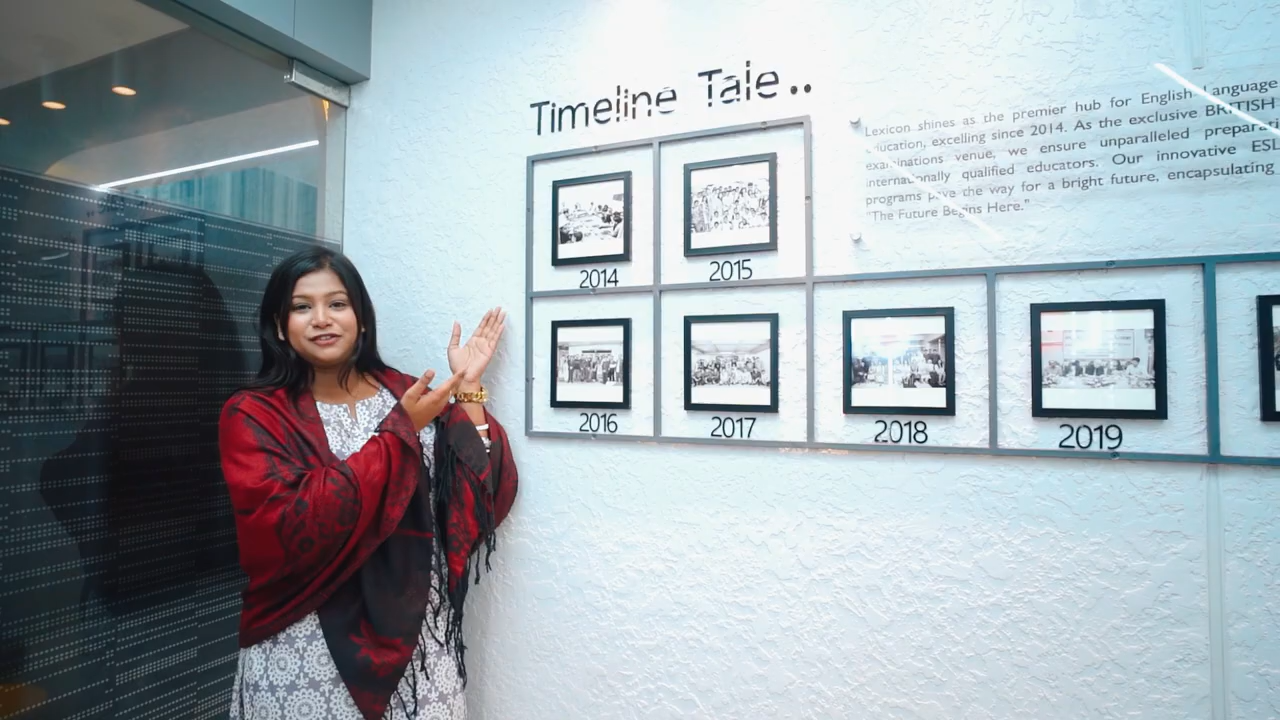 Timeline Tale..
Lexicon shines as the premier hub for English Language
education, excelling since 2014. As the exclusive BRITISH
examinations venue, we ensure unparalleled
internationally qualified educators. Our innovative ESL
programs pave the way for a bright future, encapsulating
"The Future Begins Here."
2014
2015
2016
2017
2018
2019